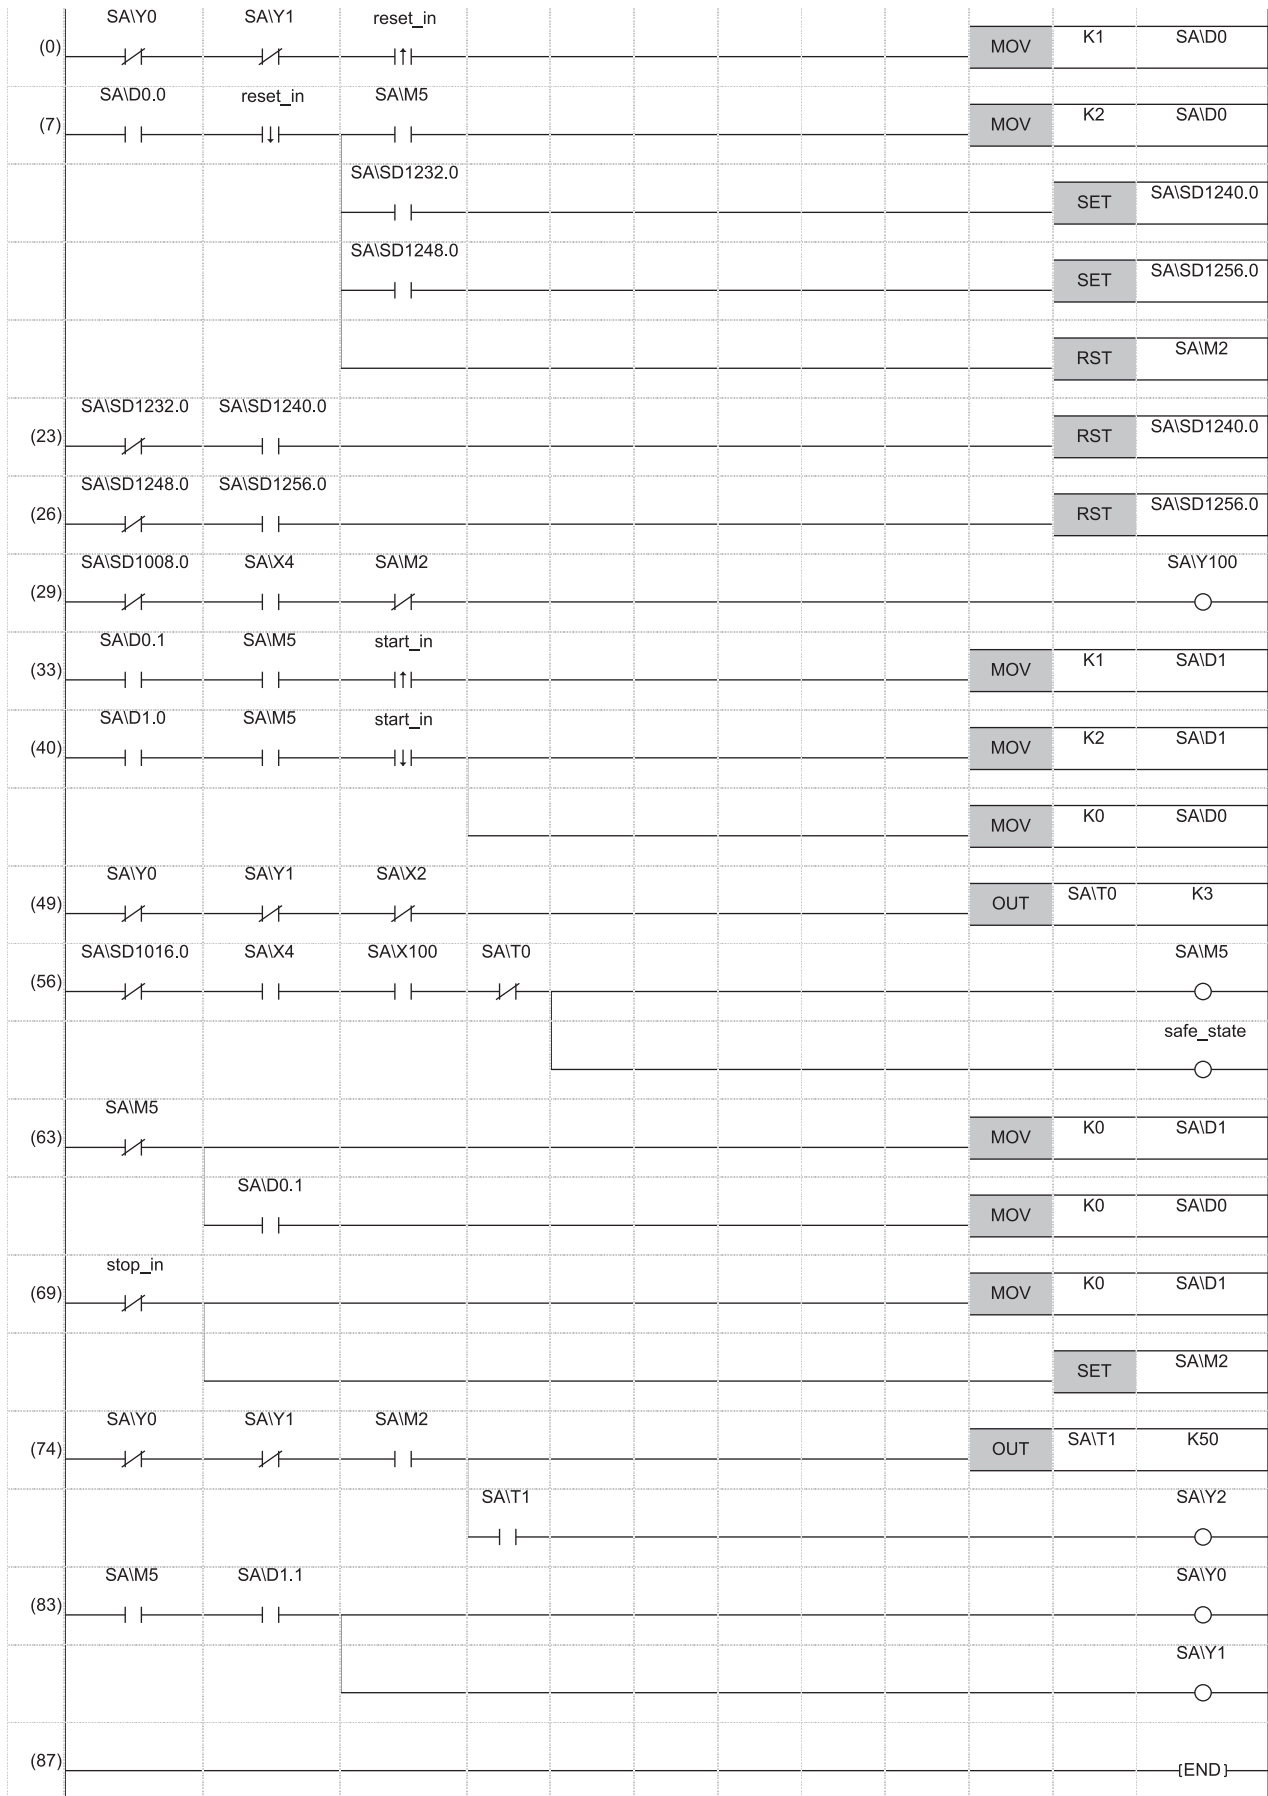 SA\Y0 SA\Y1 reset_in
(0) MOV K1 SA\D0
SA\D0.0 reset_in SA\M5
(7) MOV K2 SA\D0
SA\SD1232.0
SET SA\SD1240.0
SA\SD1248.0
SET SA\SD1256.0
RST SA\M2
SA\SD1232.0 SA\SD1240.0
(23) RST SA\SD1240.0
SA\SD1248.0 SA\SD1256.0
(26) RST SA\SD1256.0
SA\SD1008.0 SA\X4 SA\M2 SA\Y100
(29)
SA\D0.1 SA\M5 start_in
(33) MOV K1 SA\D1
SA\D1.0 SA\M5 start_in
(40) MOV K2 SA\D1
MOV K0 SA\D0
SA\Y0 SA\Y1 SA\X2
(49) OUT SA\T0 K3
SA\SD1016.0 SA\X4 SA\X100 SA\T0 SA\M5
(56)
safe_state
SA\M5
(63) MOV K0 SA\D1
SA\D0.1
MOV K0 SA\D0
stop_in
(69) MOV K0 SA\D1
SET SA\M2
SA\Y0 SA\Y1 SA\M2
(74) OUT SA\T1 K50
SA\T1 SA\Y2
SA\M5 SA\D1.1 SA\Y0
(83)
SA\Y1
(87) [END]